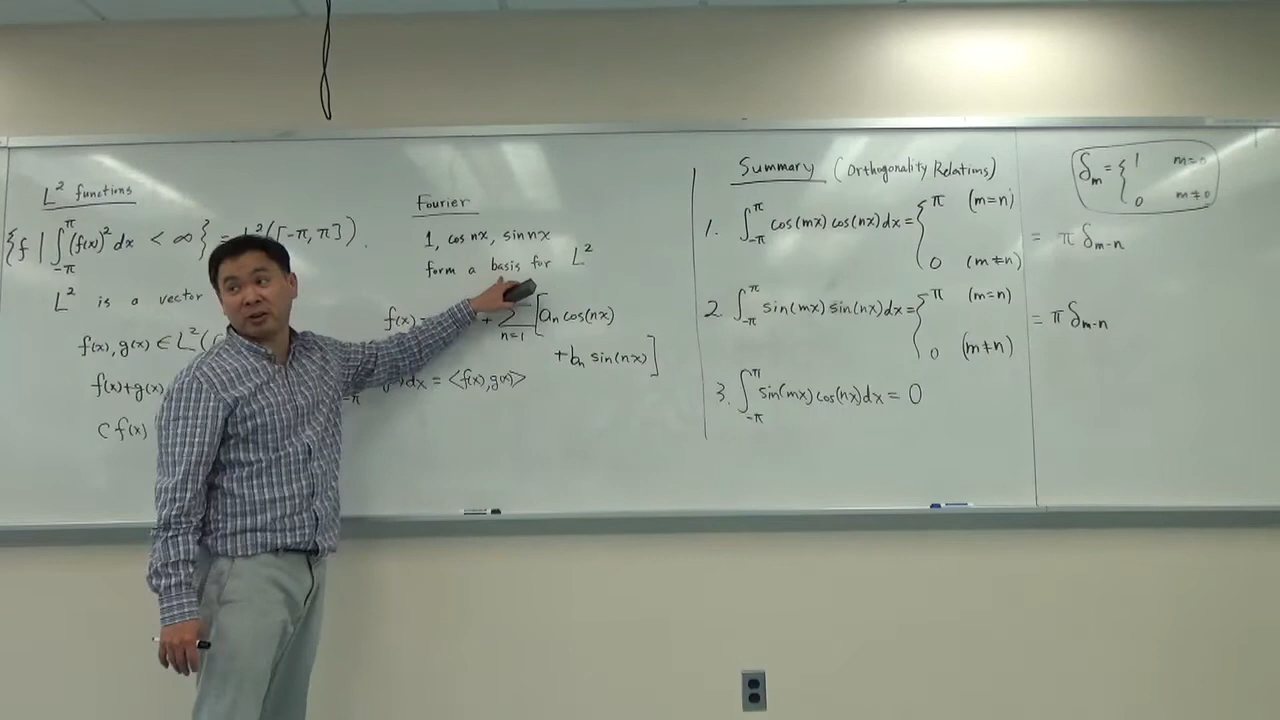 L² functions
{f | ∫_{-π}^{π} (f(x))² dx < ∞} = L²([-π, π]).
L² is a vector
f(x), g(x) ∈ L²(
f(x)+g(x)
C f(x)
Fourier
1, cos nx, sin nx
form a basis for L²
f(x) = + Σ_{n=1} [a_n cos(nx)
+ b_n sin(nx)]
dx = <f(x), g(x)>
-π
Summary (Orthogonality Relations)
1. ∫_{-π}^{π} cos(mx) cos(nx) dx = { π (m=n)
0 (m≠n)
= π δ_{m-n}
2. ∫_{-π}^{π} sin(mx) sin(nx) dx = { π (m=n)
0 (m≠n)
= π δ_{m-n}
3. ∫_{-π}^{π} sin(mx) cos(nx) dx = 0
δ_m = { 1 m=0
0 m≠0